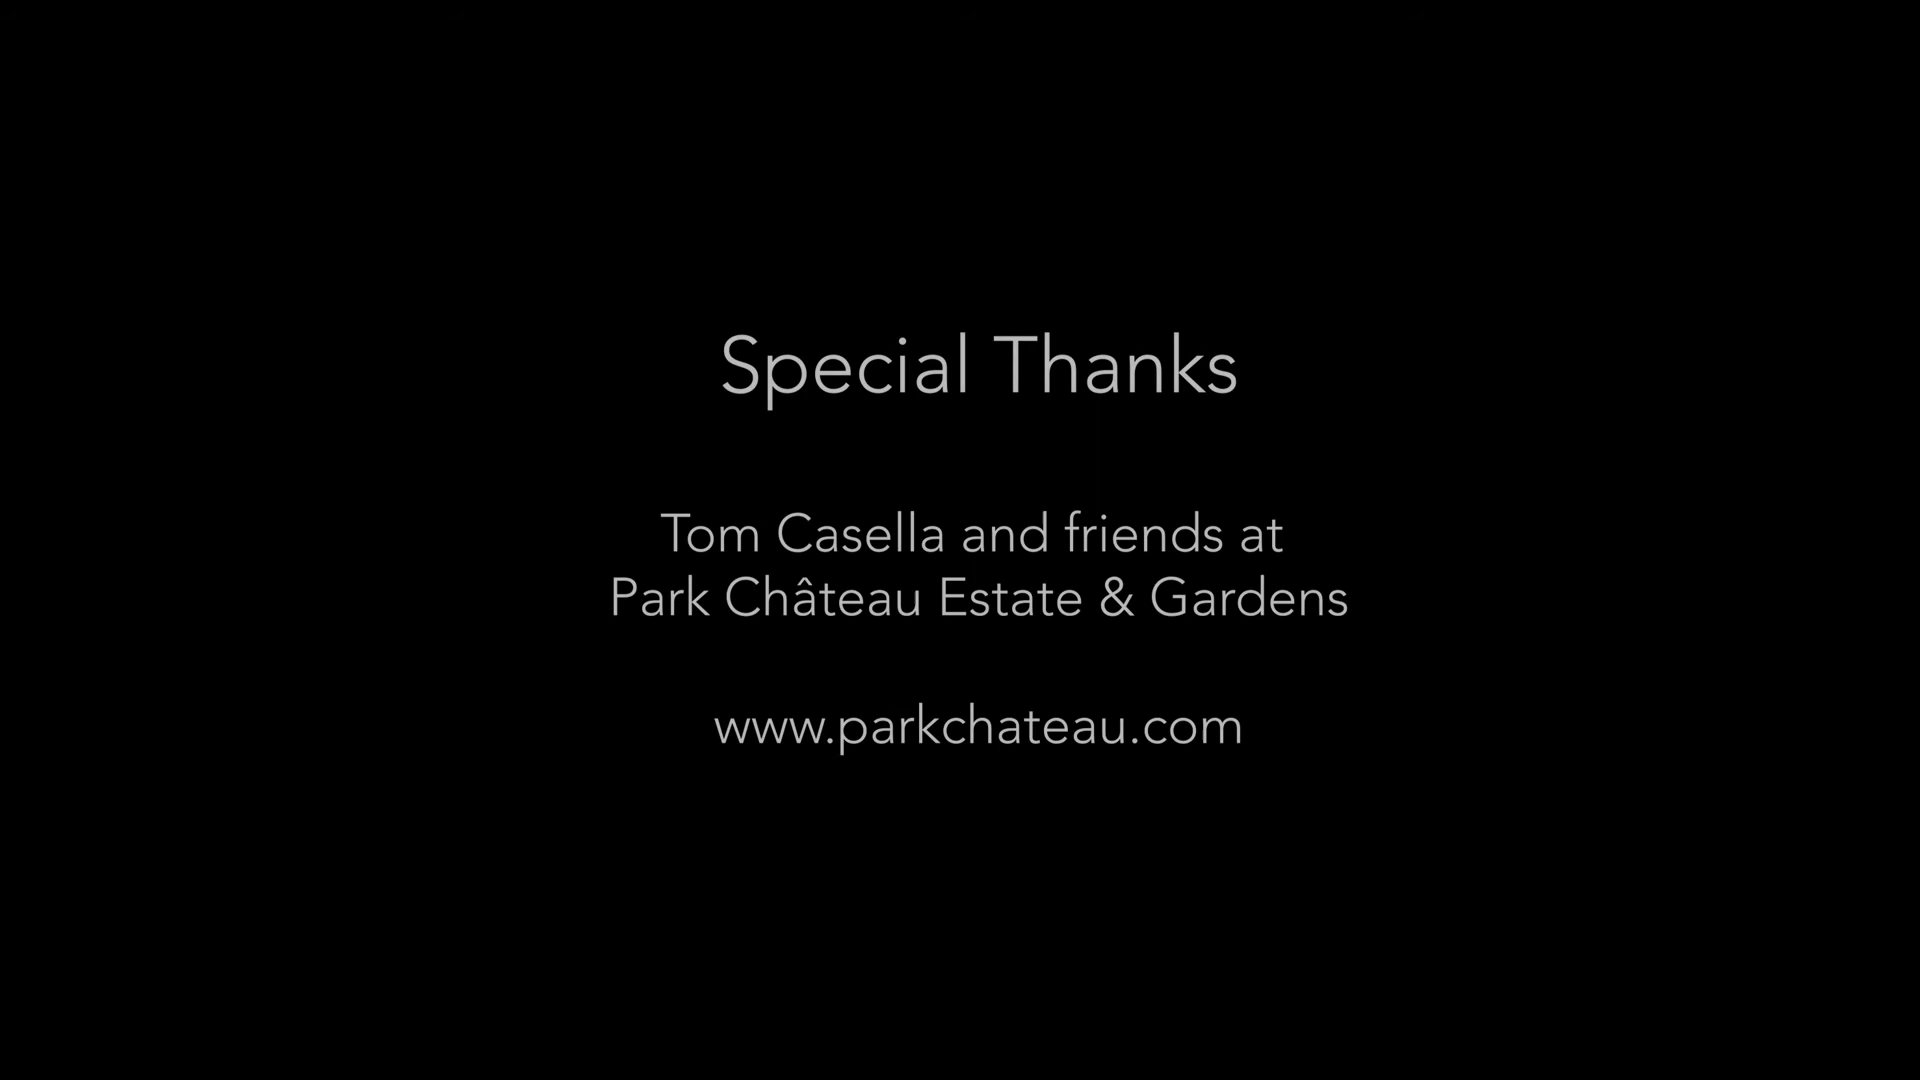 Special Thanks
Tom Casella and friends at
Park Château Estate & Gardens
www.parkchateau.com